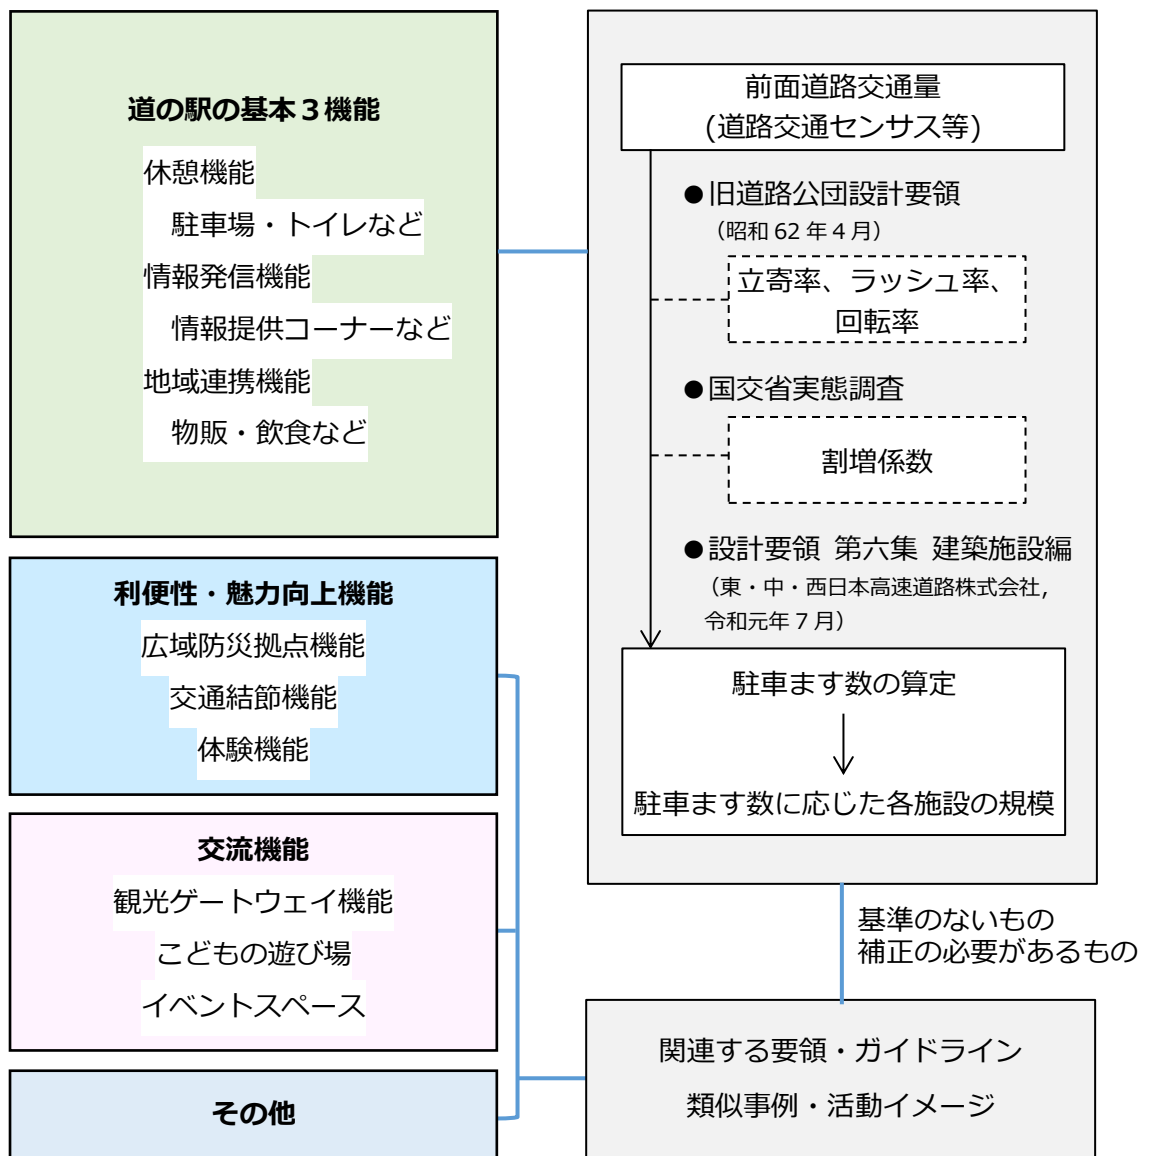 道の駅の基本３機能
休憩機能
駐車場・トイレなど
情報発信機能
情報提供コーナーなど
地域連携機能
物販・飲食など
利便性・魅力向上機能
広域防災拠点機能
交通結節機能
体験機能
交流機能
観光ゲートウェイ機能
こどもの遊び場
イベントスペース
その他
前面道路交通量
(道路交通センサス等)
●旧道路公団設計要領
（昭和 62 年 4 月）
立寄率、ラッシュ率、
回転率
●国交省実態調査
割増係数
●設計要領 第六集 建築施設編
（東・中・西日本高速道路株式会社,
令和元年 7 月）
駐車ます数の算定
駐車ます数に応じた各施設の規模
基準のないもの
補正の必要があるもの
関連する要領・ガイドライン
類似事例・活動イメージ